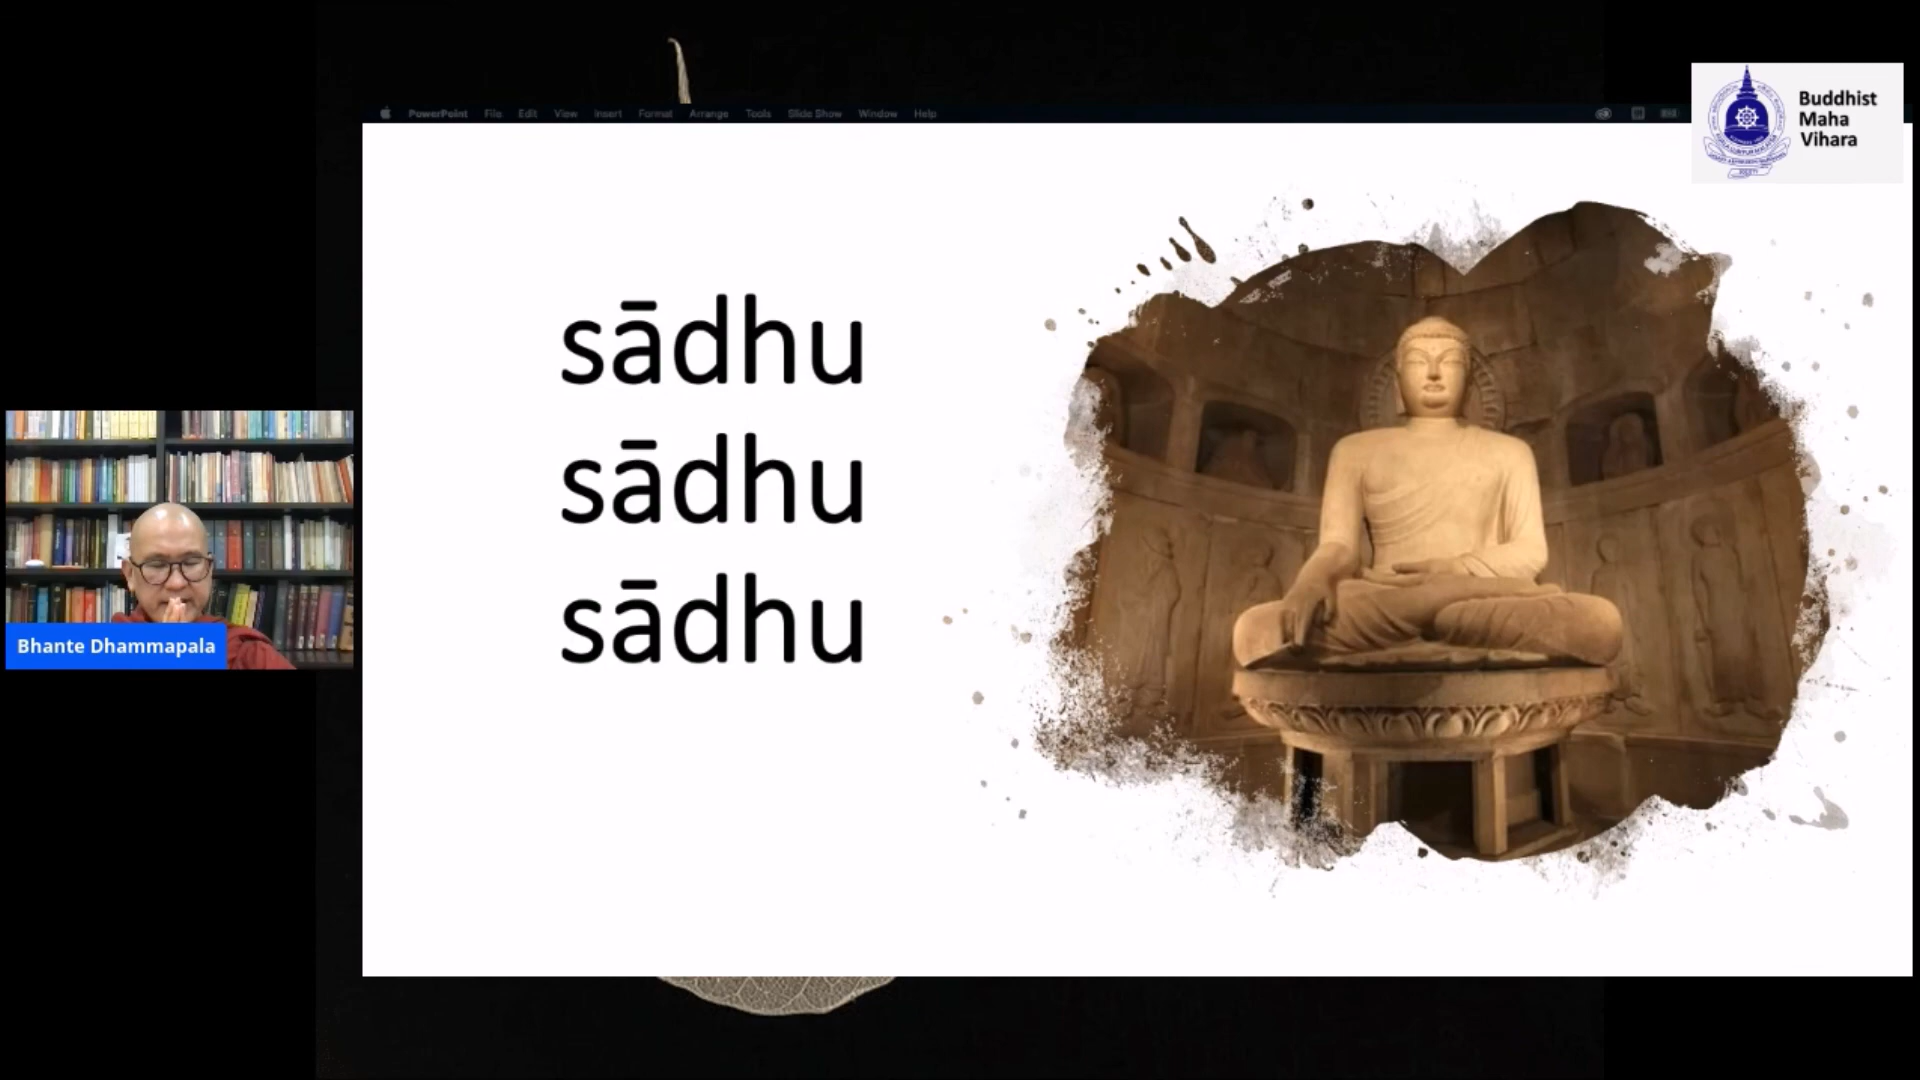 PowerPoint File Edit View Insert Format Arrange Tools Slide Show Window Help
Buddhist
Maha
Vihara
sādhu
sādhu
sādhu
Bhante Dhammapala